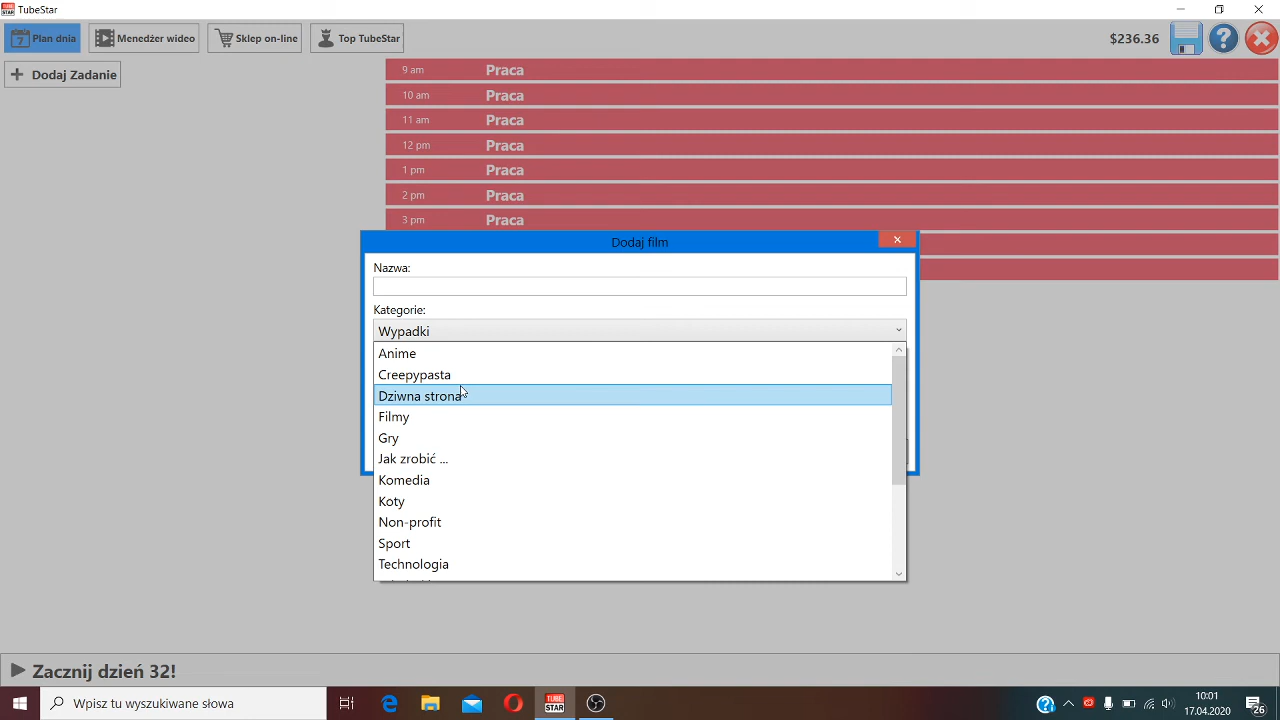 TubeStar
7 Plan dnia Menedżer wideo Sklep on-line Top TubeStar $236.36
+ Dodaj Zadanie
9 am Praca
10 am Praca
11 am Praca
12 pm Praca
1 pm Praca
2 pm Praca
3 pm Praca
Dodaj film
Nazwa:
Kategorie:
Wypadki
Anime
Creepypasta
Dziwna strona
Filmy
Gry
Jak zrobić ...
Komedia
Koty
Non-profit
Sport
Technologia
Zacznij dzień 32!
Wpisz tu wyszukiwane słowa
TUBE STAR
10:01
17.04.2020
26